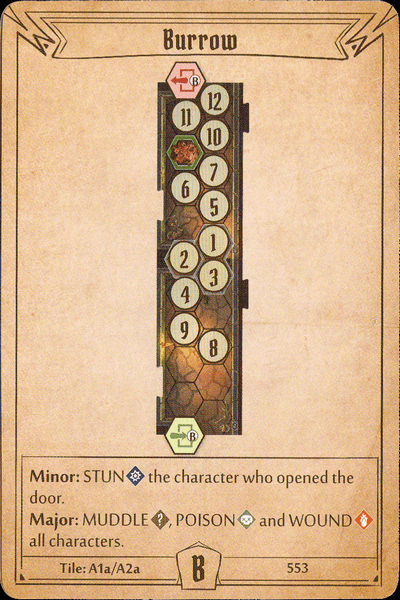 Burrow
B
12
11
10
7
6
5
1
2
3
4
9
8
B
Minor: STUN the character who opened the
door.
Major: MUDDLE ?, POISON and WOUND
all characters.
Tile: A1a/A2a
B
553